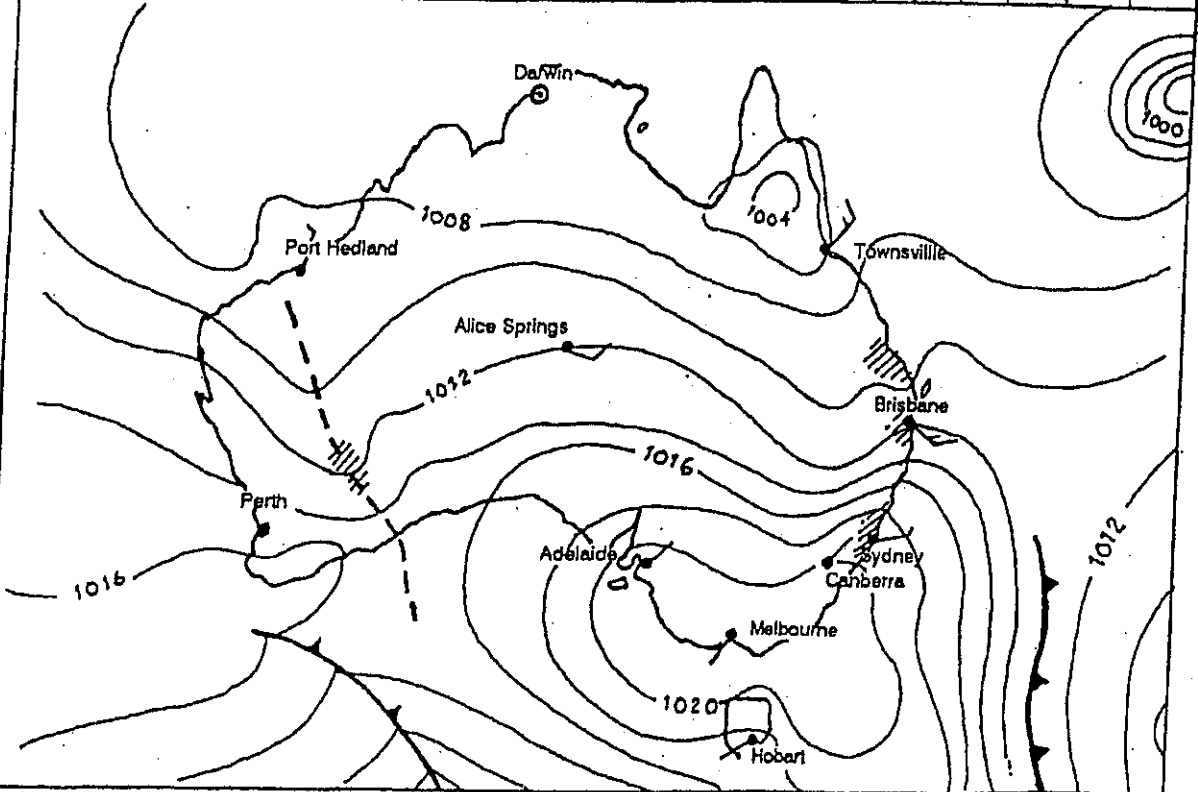 Darwin
1000
1008
1004
Port Hedland
Townsvillle
Alice Springs
1012
Brisbane
1016
Perth
1012
Adelaide
Sydney
Canberra
1016
Melbourne
1020
Hobart